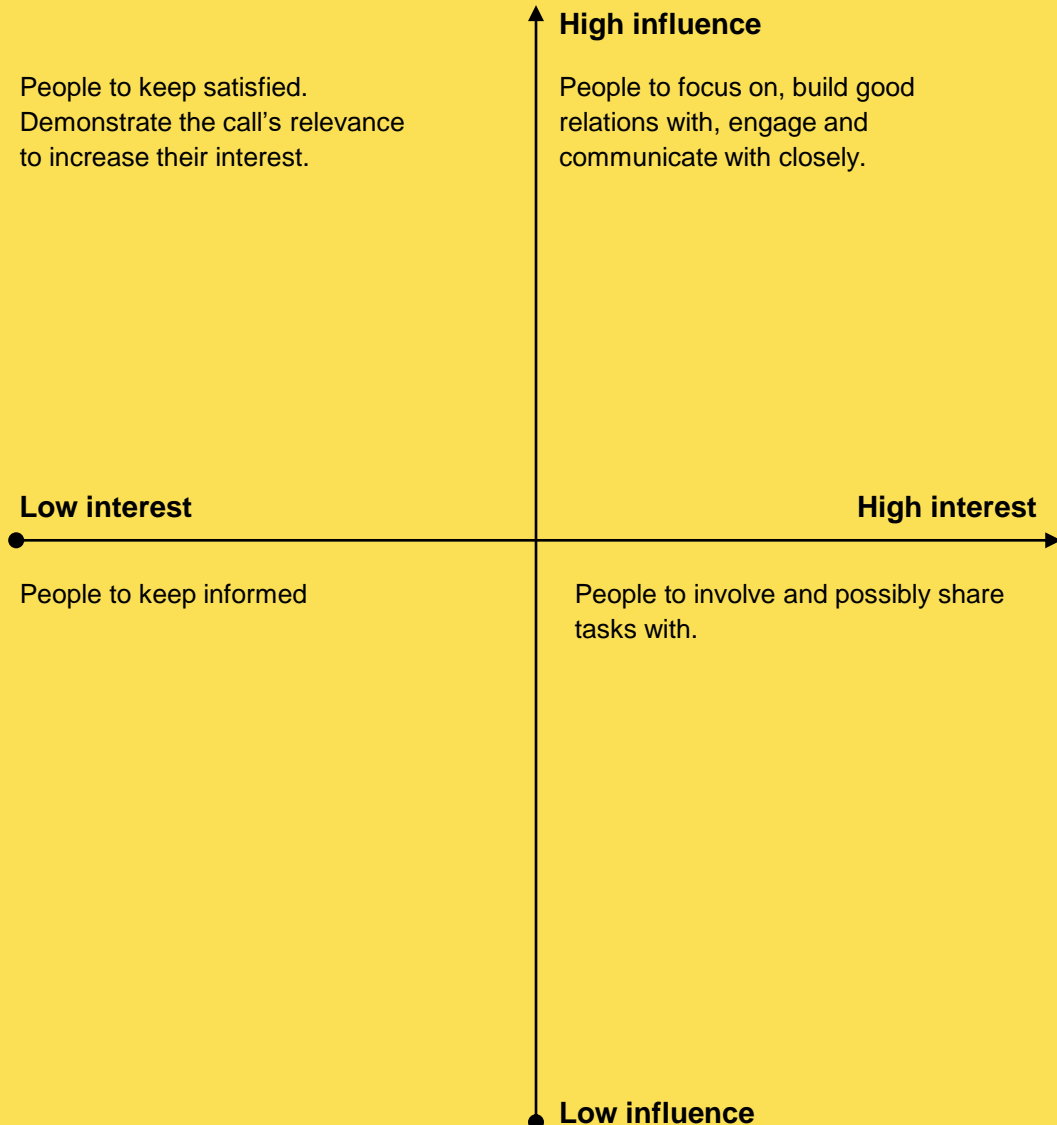 High influence
People to keep satisfied.
Demonstrate the call's relevance
to increase their interest.
People to focus on, build good
relations with, engage and
communicate with closely.
Low interest
High interest
People to keep informed
People to involve and possibly share
tasks with.
Low influence